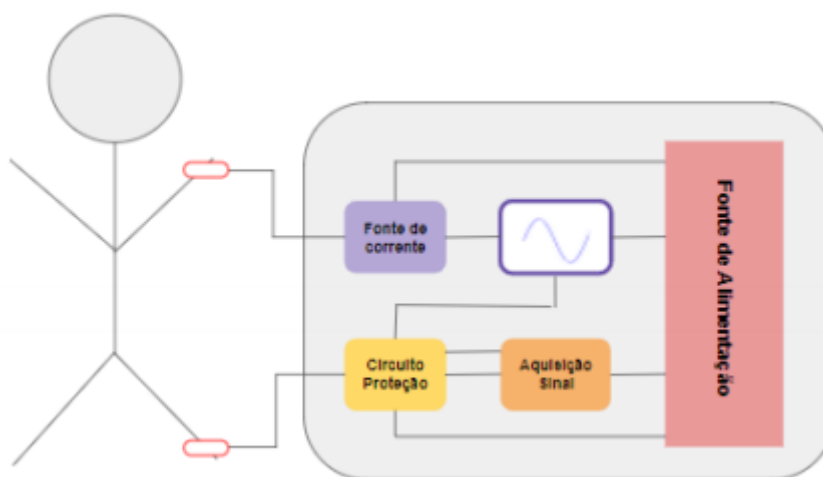 Fonte de
corrente
Fonte de Alimentação
Circuito
Proteção
Aquisição
Sinal